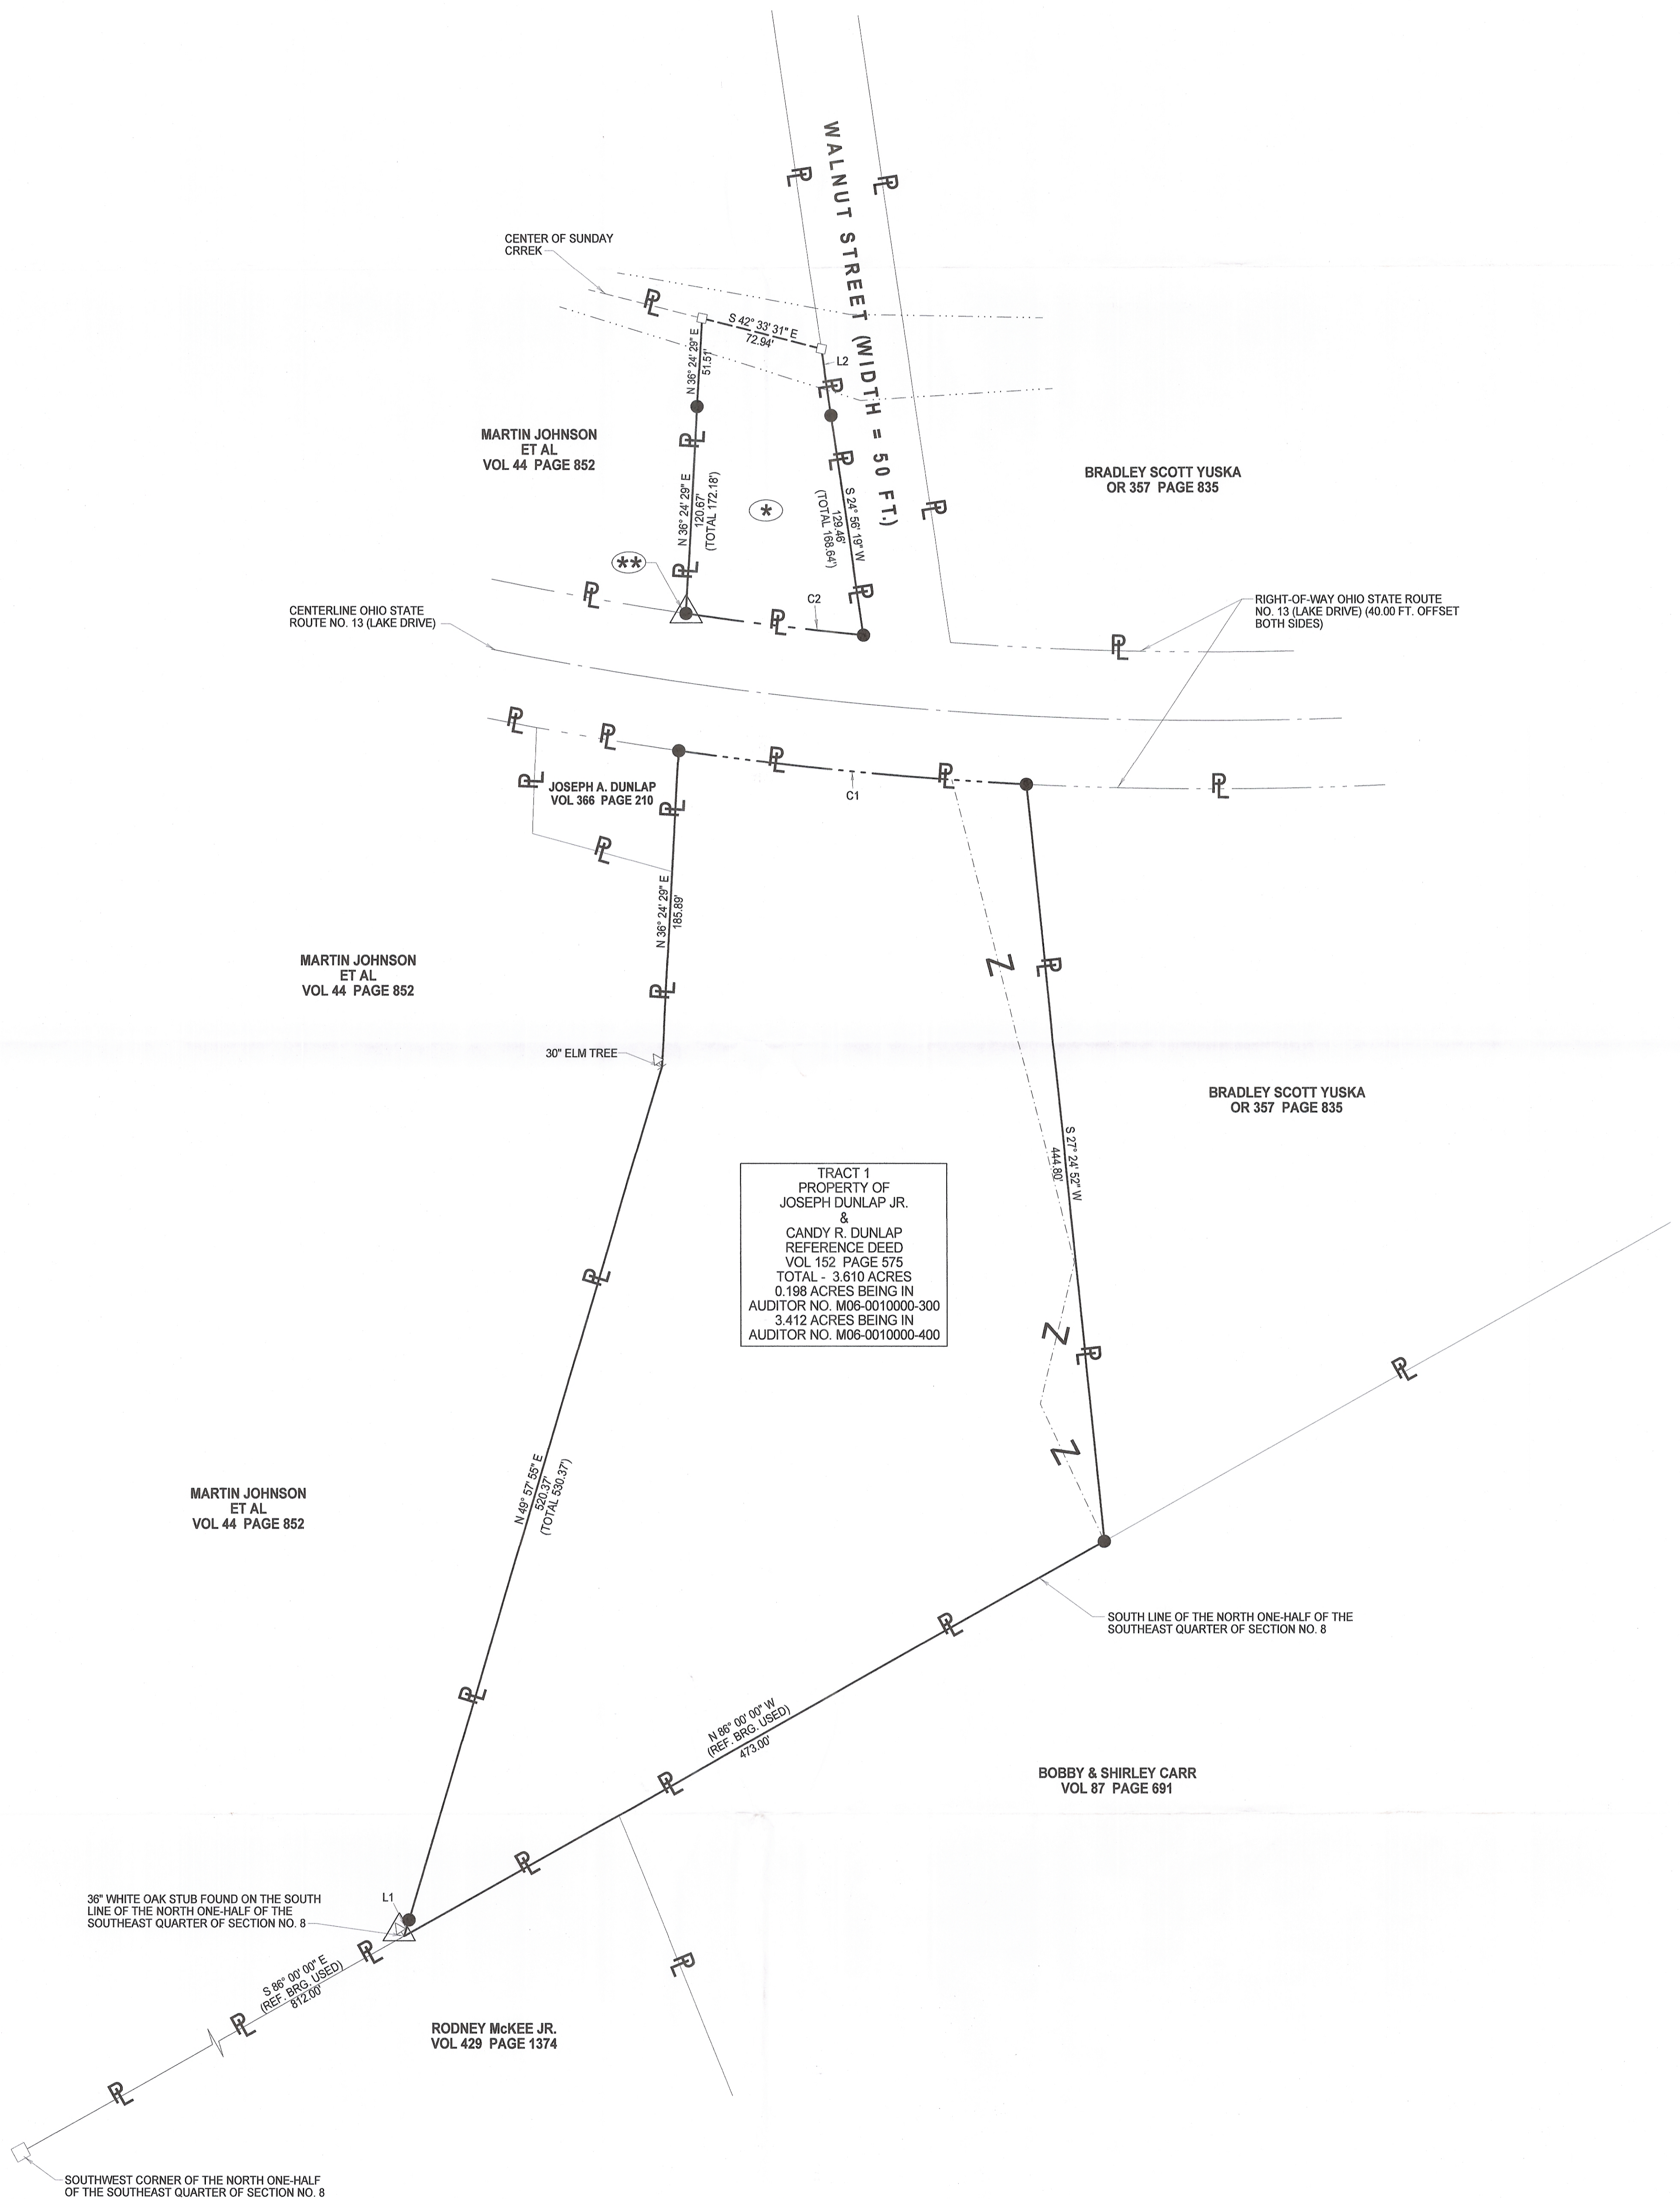 WALNUT STREET (WIDTH = 50 FT.)
CENTER OF SUNDAY
CRREK
S 42° 33' 31" E
72.94'
L2
N 36° 24' 29" E
51.51'
MARTIN JOHNSON
ET AL
VOL 44 PAGE 852
BRADLEY SCOTT YUSKA
OR 357 PAGE 835
N 36° 24' 29" E
120.67'
(TOTAL 172.18')
*
S 24° 56' 19" W
129.46'
(TOTAL 168.64')
**
C2
CENTERLINE OHIO STATE
ROUTE NO. 13 (LAKE DRIVE)
RIGHT-OF-WAY OHIO STATE ROUTE
NO. 13 (LAKE DRIVE) (40.00 FT. OFFSET
BOTH SIDES)
JOSEPH A. DUNLAP
VOL 366 PAGE 210
C1
N 36° 24' 29" E
185.89'
MARTIN JOHNSON
ET AL
VOL 44 PAGE 852
30" ELM TREE
BRADLEY SCOTT YUSKA
OR 357 PAGE 835
S 27° 24' 52" W
444.80'
TRACT 1
PROPERTY OF
JOSEPH DUNLAP JR.
&
CANDY R. DUNLAP
REFERENCE DEED
VOL 152 PAGE 575
TOTAL - 3.610 ACRES
0.198 ACRES BEING IN
AUDITOR NO. M06-0010000-300
3.412 ACRES BEING IN
AUDITOR NO. M06-0010000-400
N 49° 57' 55" E
520.37'
(TOTAL 530.37')
MARTIN JOHNSON
ET AL
VOL 44 PAGE 852
SOUTH LINE OF THE NORTH ONE-HALF OF THE
SOUTHEAST QUARTER OF SECTION NO. 8
N 86° 00' 00" W
(REF. BRG. USED)
473.00'
BOBBY & SHIRLEY CARR
VOL 87 PAGE 691
L1
36" WHITE OAK STUB FOUND ON THE SOUTH
LINE OF THE NORTH ONE-HALF OF THE
SOUTHEAST QUARTER OF SECTION NO. 8
S 86° 00' 00" E
(REF. BRG. USED)
812.00'
RODNEY McKEE JR.
VOL 429 PAGE 1374
SOUTHWEST CORNER OF THE NORTH ONE-HALF
OF THE SOUTHEAST QUARTER OF SECTION NO. 8